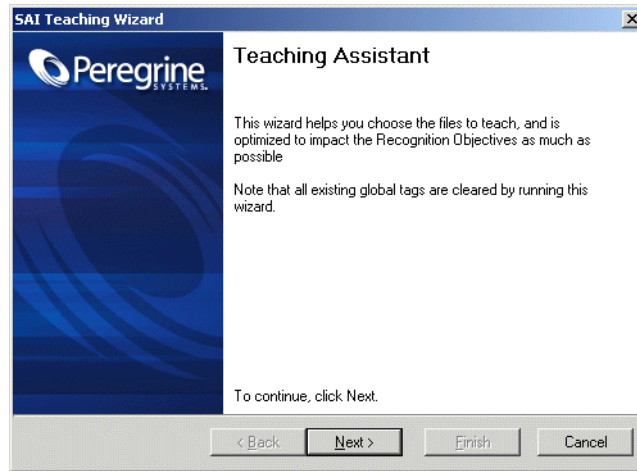 SAI Teaching Wizard
Peregrine
SYSTEMS.
Teaching Assistant
This wizard helps you choose the files to teach, and is
optimized to impact the Recognition Objectives as much as
possible
Note that all existing global tags are cleared by running this
wizard.
To continue, click Next.
< Back
Next >
Finish
Cancel